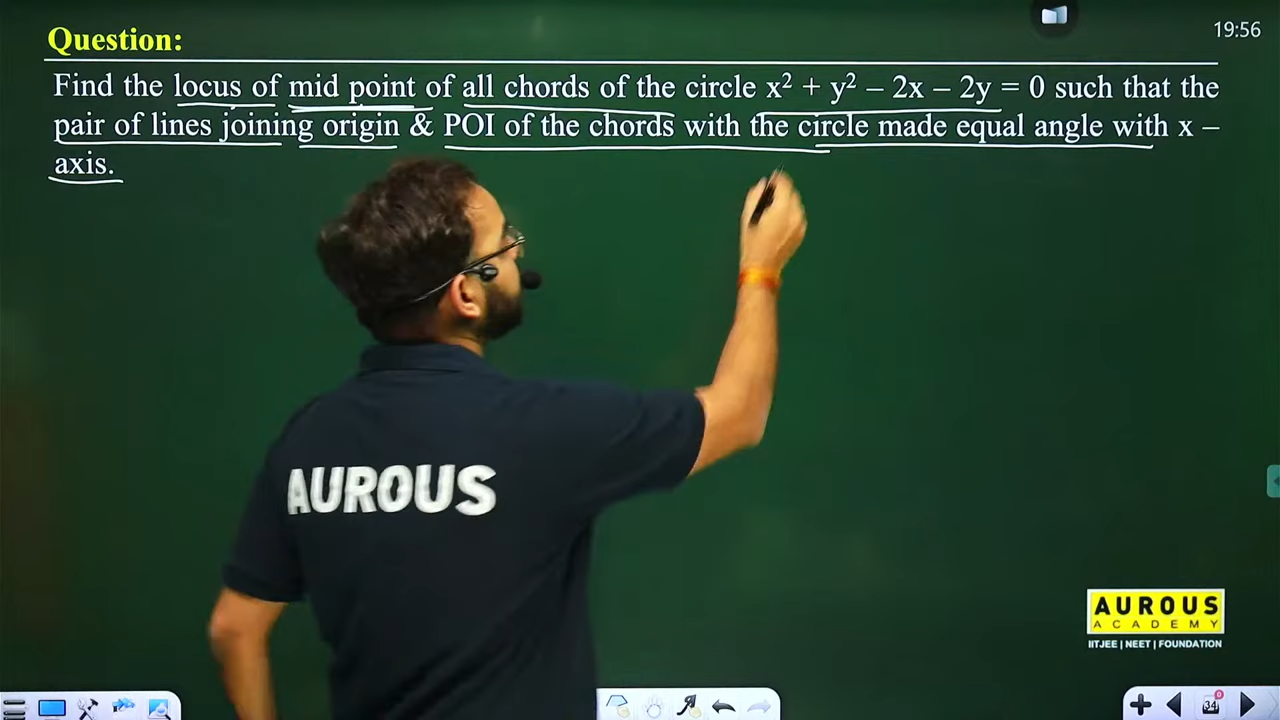 19:56
Question:
Find the locus of mid point of all chords of the circle x² + y² – 2x – 2y = 0 such that the
pair of lines joining origin & POI of the chords with the circle made equal angle with x –
axis.
AUROUS
AUROUS
ACADEMY
IITJEE | NEET | FOUNDATION
0
34